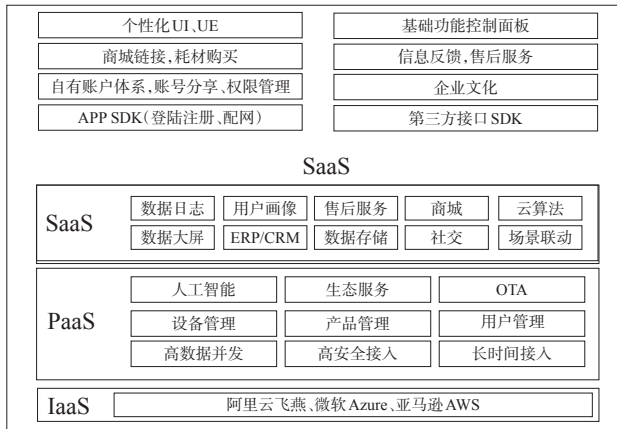 个性化UI、UE 基础功能控制面板
商城链接,耗材购买 信息反馈,售后服务
自有账户体系,账号分享、权限管理 企业文化
APP SDK(登陆注册、配网) 第三方接口SDK
SaaS
SaaS 数据日志 用户画像 售后服务 商城 云算法
数据大屏 ERP/CRM 数据存储 社交 场景联动
人工智能 生态服务 OTA
PaaS 设备管理 产品管理 用户管理
高数据并发 高安全接入 长时间接入
IaaS 阿里云飞燕、微软Azure、亚马逊AWS